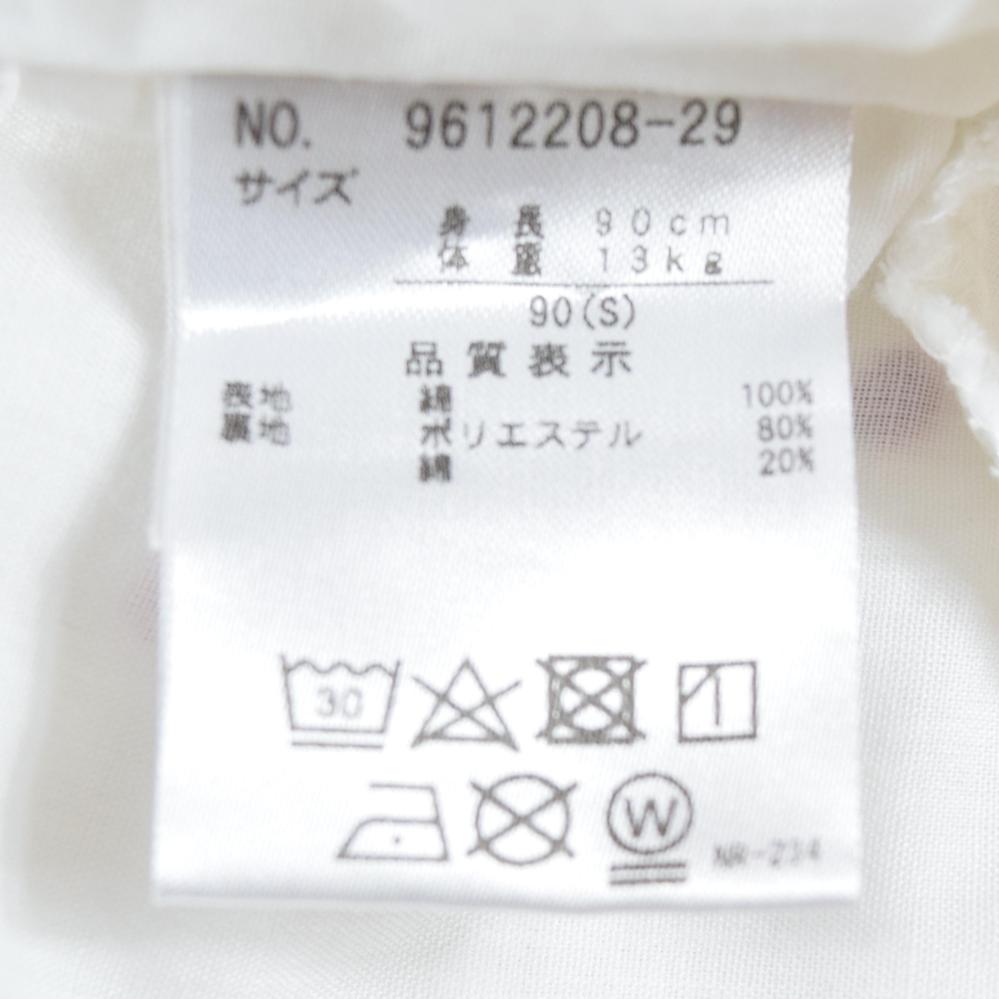 NO. 9612208-29
サイズ
身長 90cm
体重 13kg
90(S)
品質表示
表地 綿 100%
裏地 ポリエステル 80%
綿 20%
30
W
NR-234